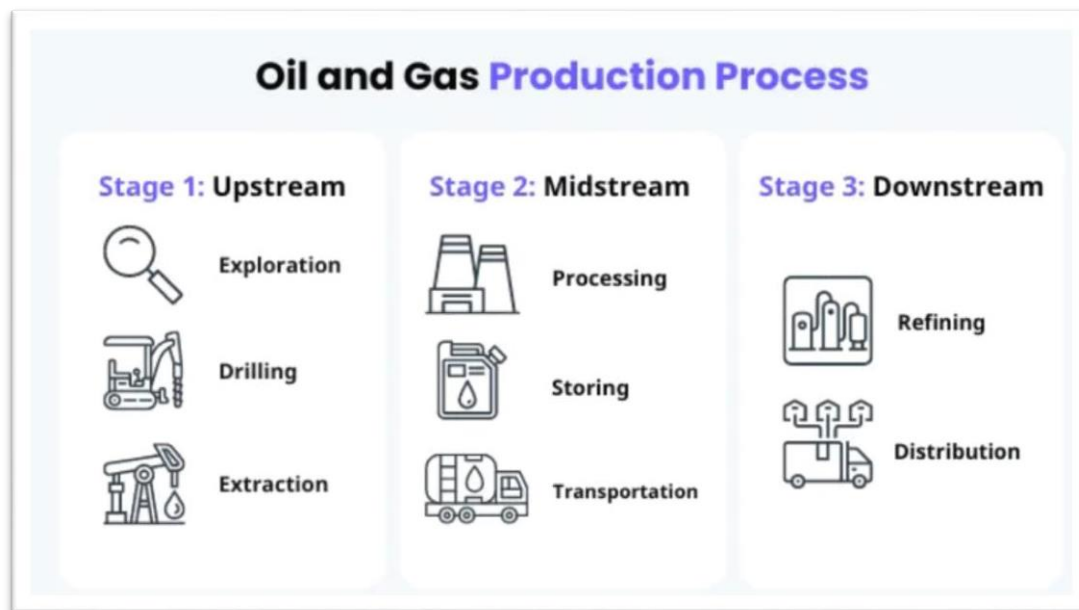 Oil and Gas Production Process
Stage 1: Upstream
Exploration
Drilling
Extraction
Stage 2: Midstream
Processing
Storing
Transportation
Stage 3: Downstream
Refining
Distribution